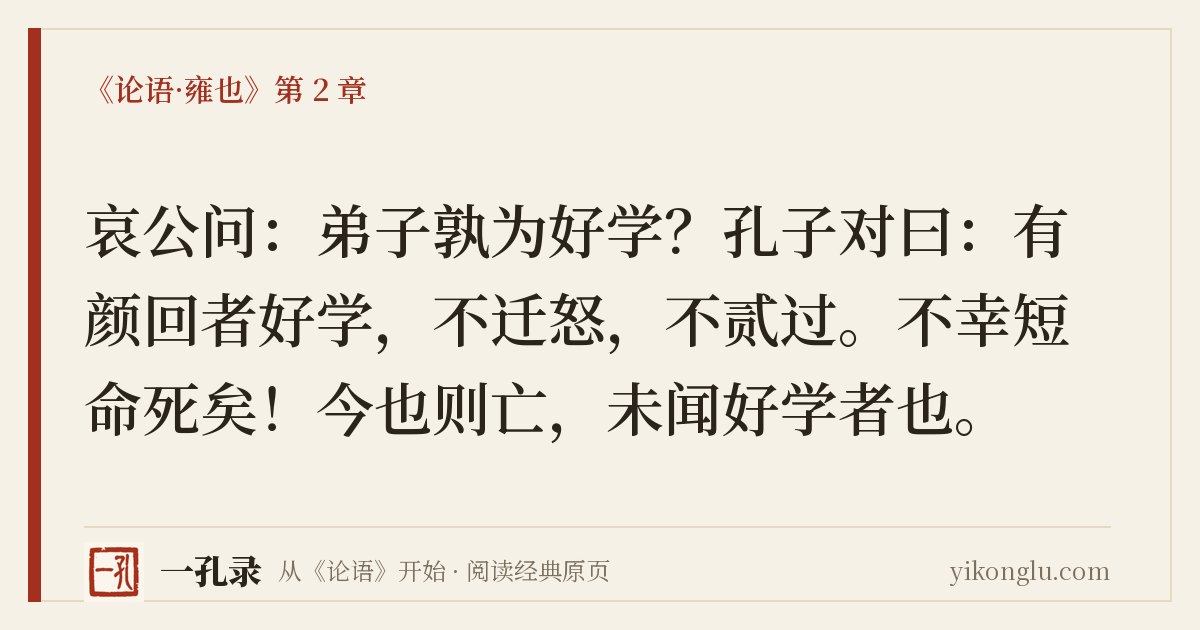 《论语·雍也》第 2 章
哀公问：弟子孰为好学？孔子对曰：有
颜回者好学，不迁怒，不贰过。不幸短
命死矣！今也则亡，未闻好学者也。
一孔
一孔录 从《论语》开始 · 阅读经典原页 yikonglu.com